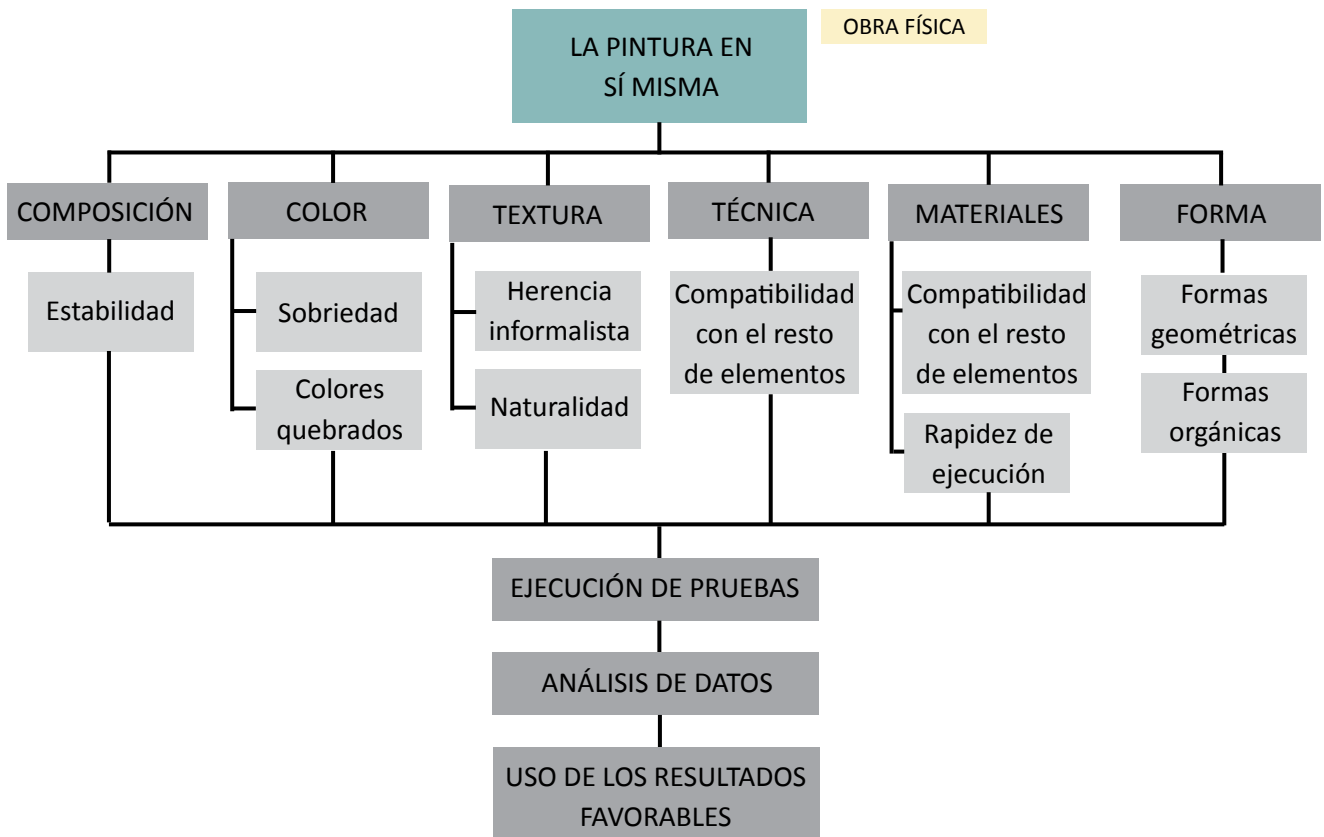 LA PINTURA EN
SÍ MISMA
OBRA FÍSICA
COMPOSICIÓN
COLOR
TEXTURA
TÉCNICA
MATERIALES
FORMA
Estabilidad
Sobriedad
Colores
quebrados
Herencia
informalista
Naturalidad
Compatibilidad
con el resto
de elementos
Compatibilidad
con el resto
de elementos
Rapidez de
ejecución
Formas
geométricas
Formas
orgánicas
EJECUCIÓN DE PRUEBAS
ANÁLISIS DE DATOS
USO DE LOS RESULTADOS
FAVORABLES